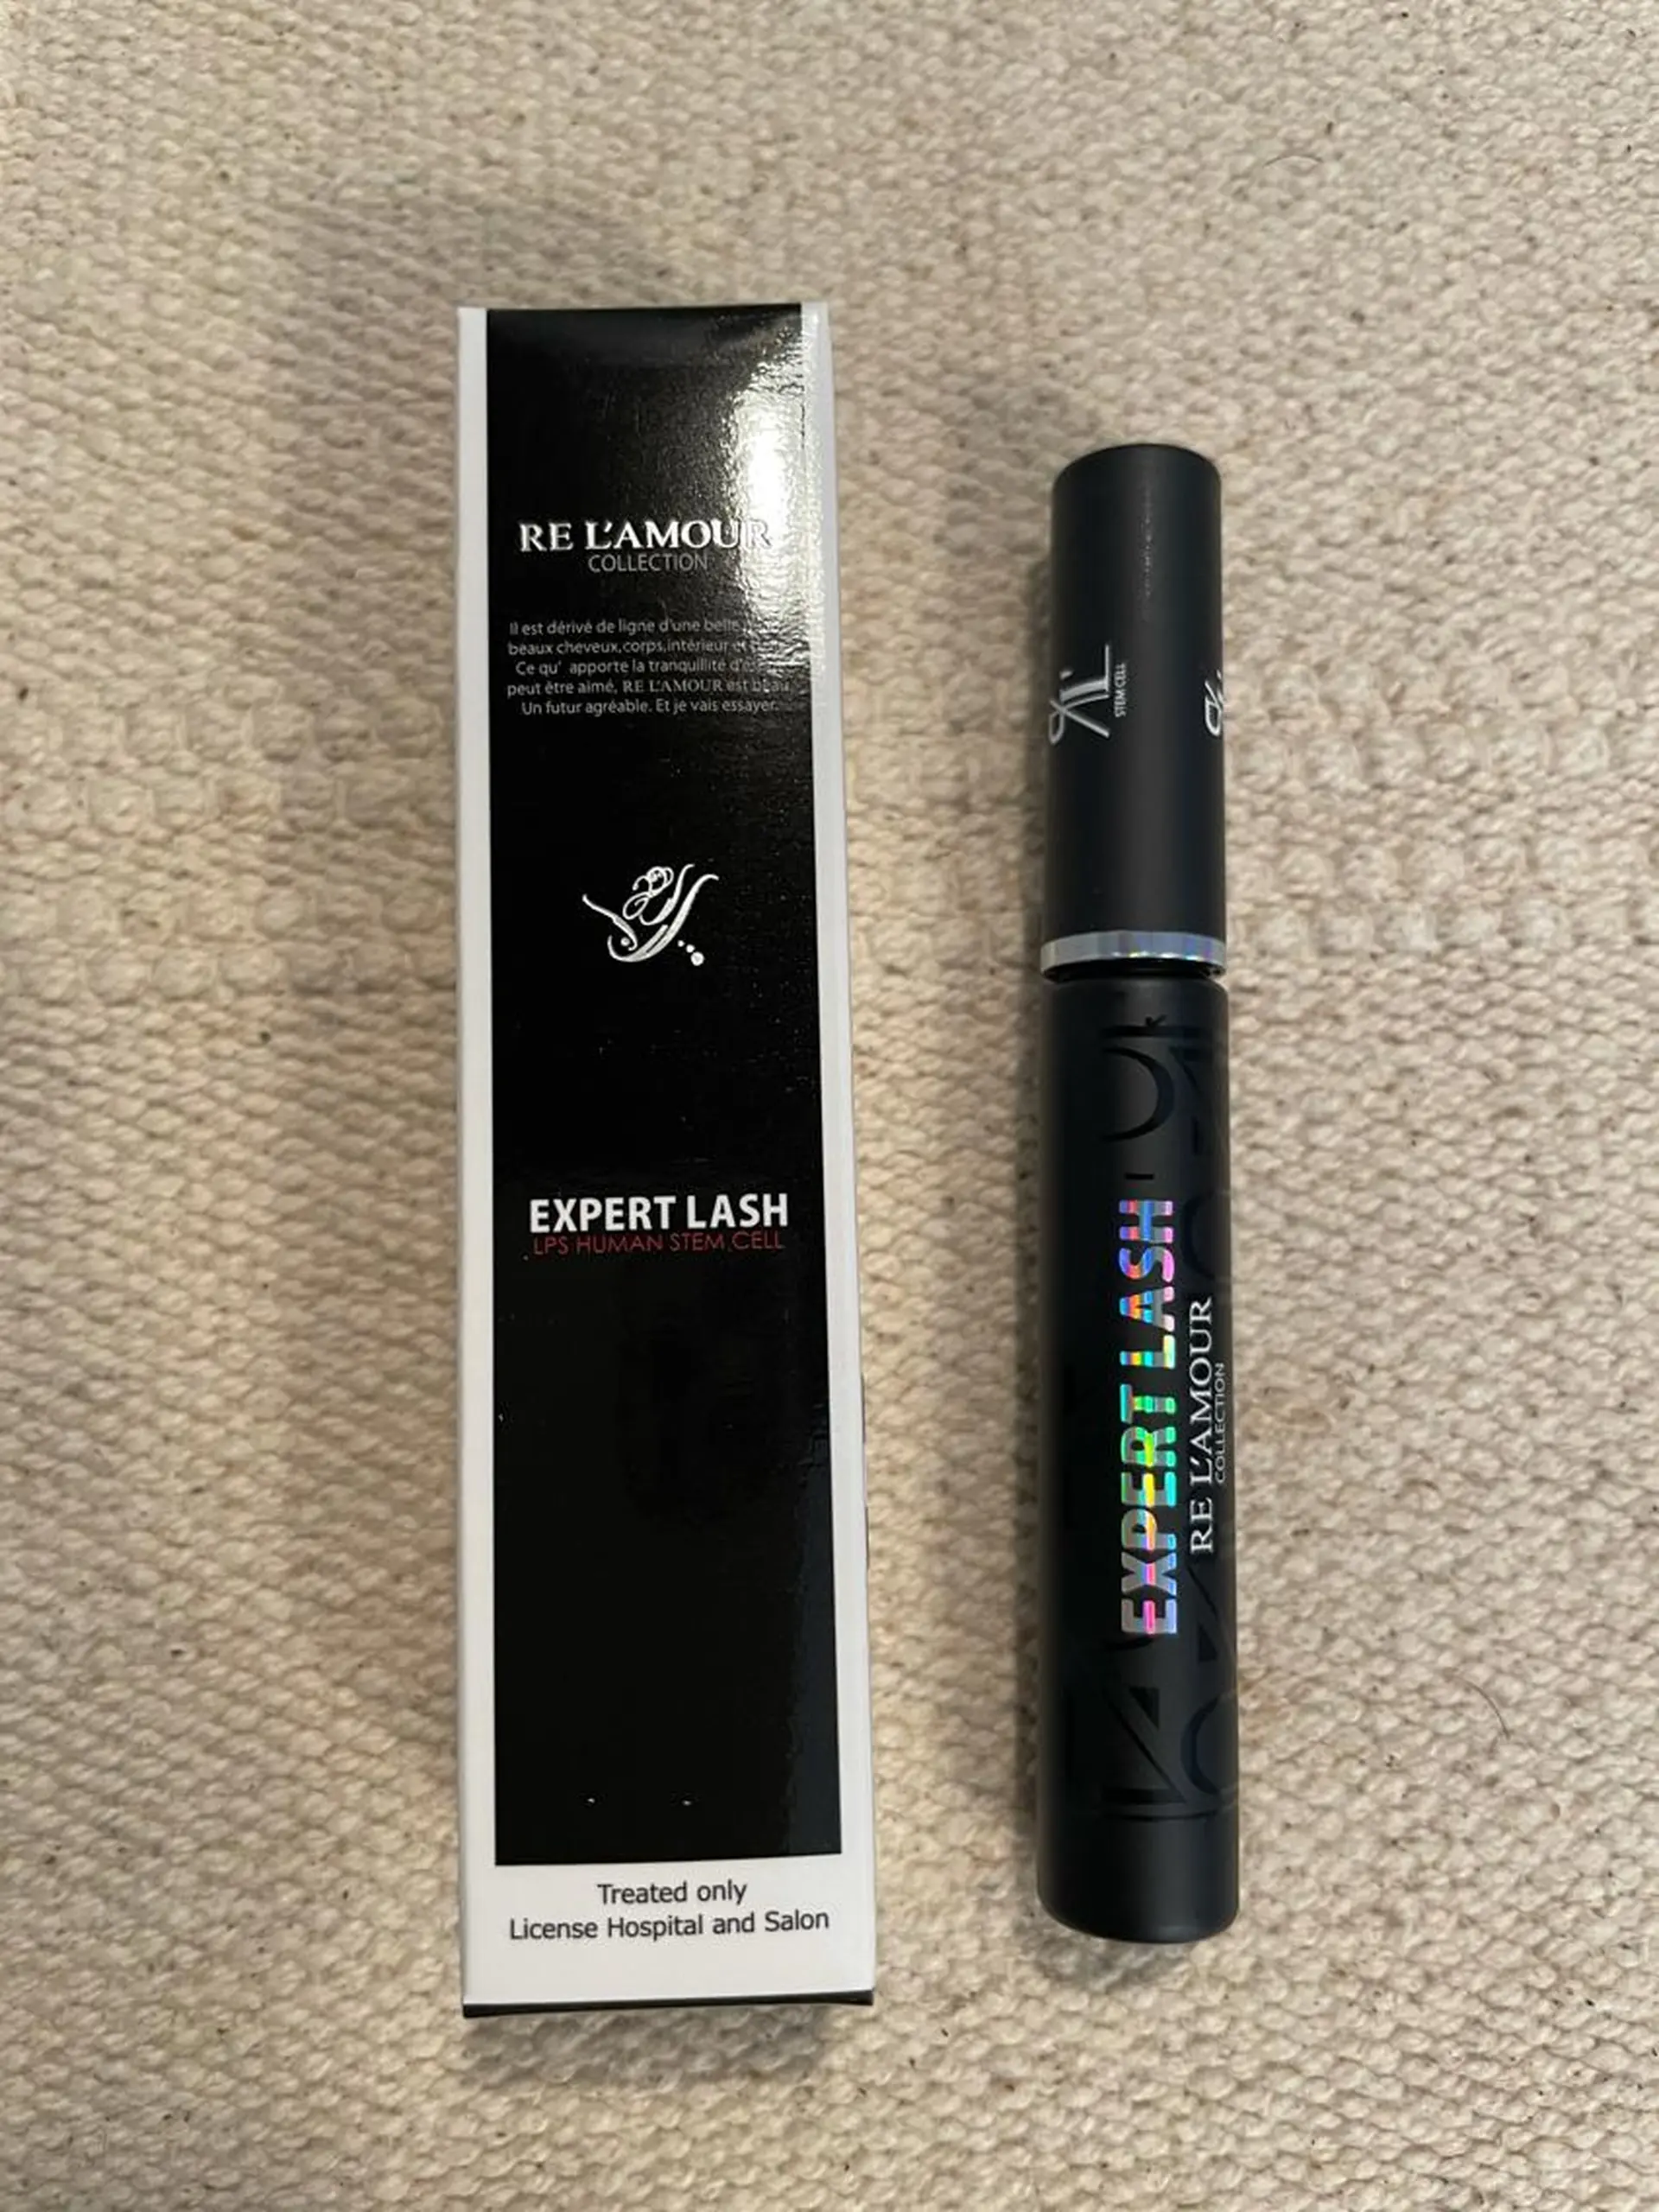 RE L'AMOUR
COLLECTION
Il est dérivé de ligne d'une belle
beaux cheveux,corps,intérieur et
Ce qu' apporte la tranquillité
peut être aimé, RE L'AMOUR est beau
Un futur agréable. Et je vais essayer.
EXPERT LASH
LPS HUMAN STEM CELL
Treated only
License Hospital and Salon
STEM CELL
EXPERT LASH
RE L'AMOUR
COLLECTION